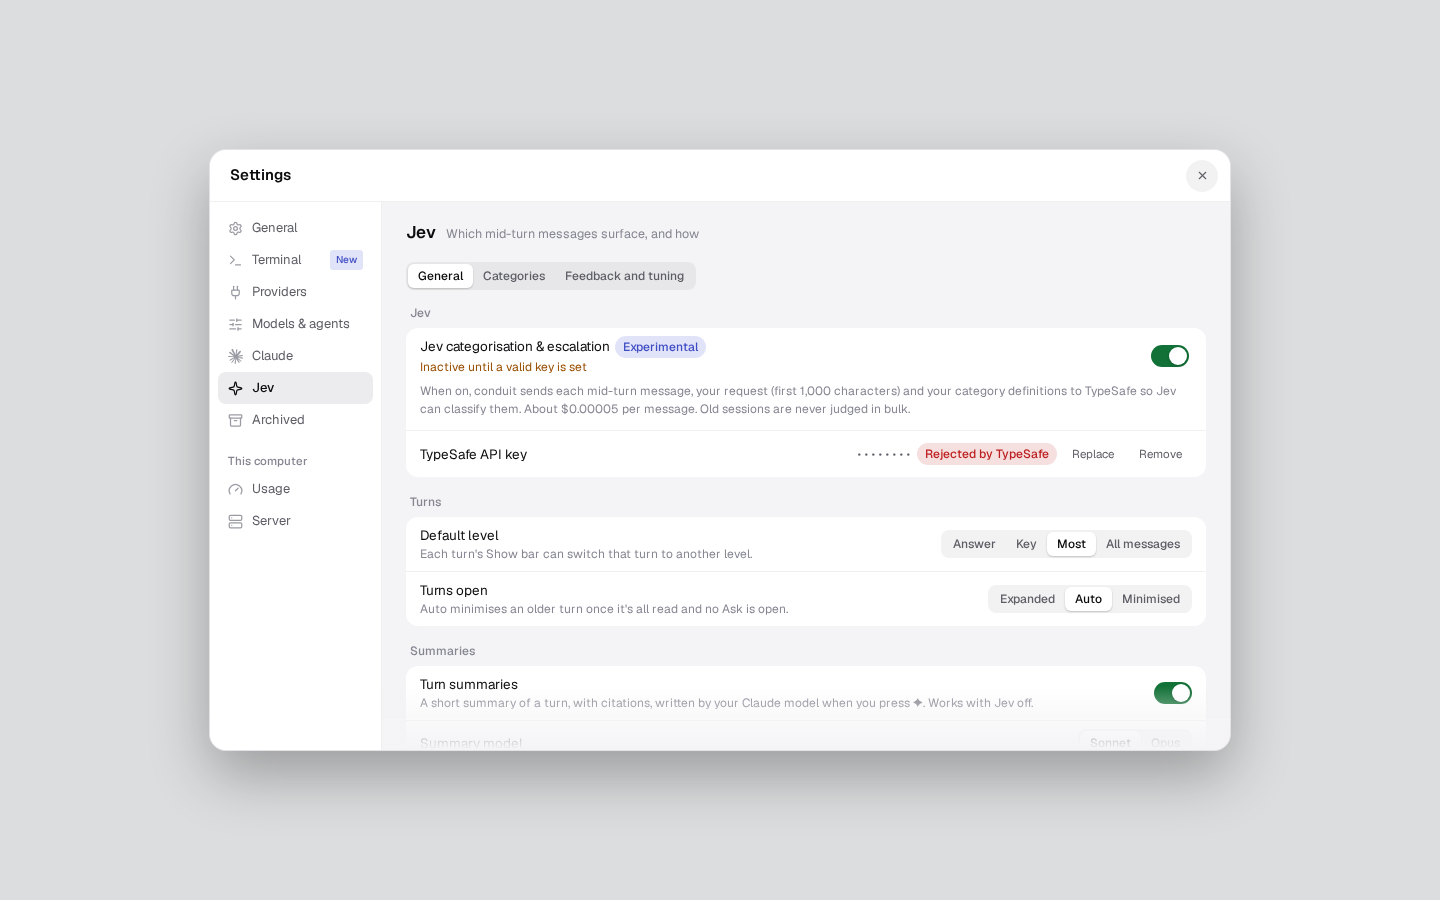 Settings
General
Terminal New
Providers
Models & agents
Claude
Jev
Archived
This computer
Usage
Server
Jev Which mid-turn messages surface, and how
General Categories Feedback and tuning
Jev
Jev categorisation & escalation Experimental
Inactive until a valid key is set
When on, conduit sends each mid-turn message, your request (first 1,000 characters) and your category definitions to TypeSafe so Jev
can classify them. About $0.00005 per message. Old sessions are never judged in bulk.
TypeSafe API key •••••••• Rejected by TypeSafe Replace Remove
Turns
Default level
Each turn's Show bar can switch that turn to another level.
Answer Key Most All messages
Turns open
Auto minimises an older turn once it's all read and no Ask is open.
Expanded Auto Minimised
Summaries
Turn summaries
A short summary of a turn, with citations, written by your Claude model when you press ✦. Works with Jev off.
Summary model Sonnet Opus